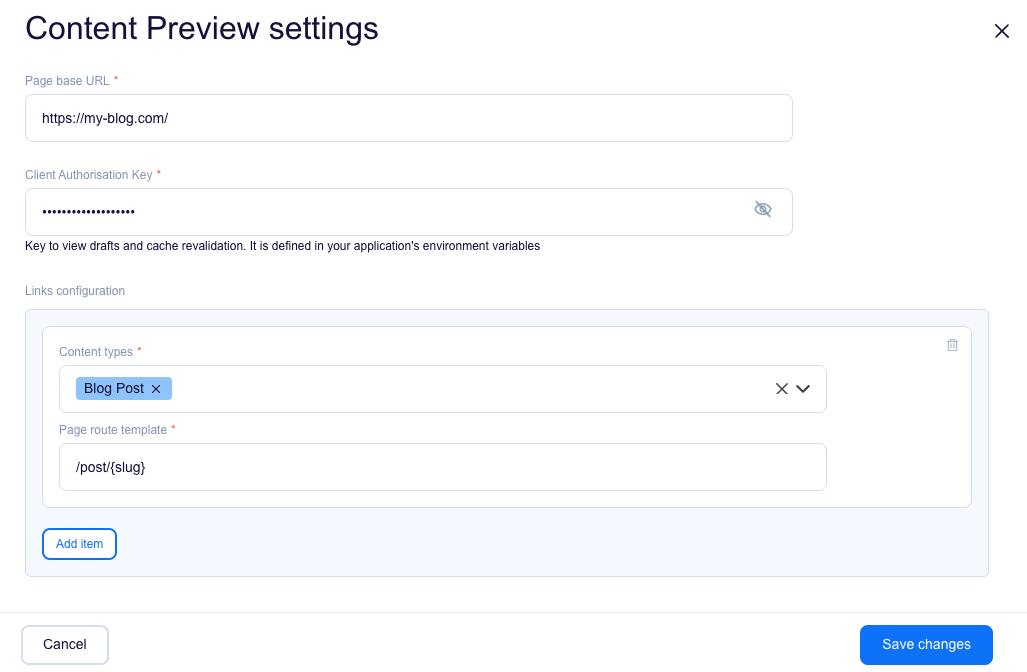 Content Preview settings
Page base URL *
https://my-blog.com/
Client Authorisation Key *
•••••••••••••••••••
Key to view drafts and cache revalidation. It is defined in your application's environment variables
Links configuration
Content types *
Blog Post
Page route template *
/post/{slug}
Add item
Cancel
Save changes